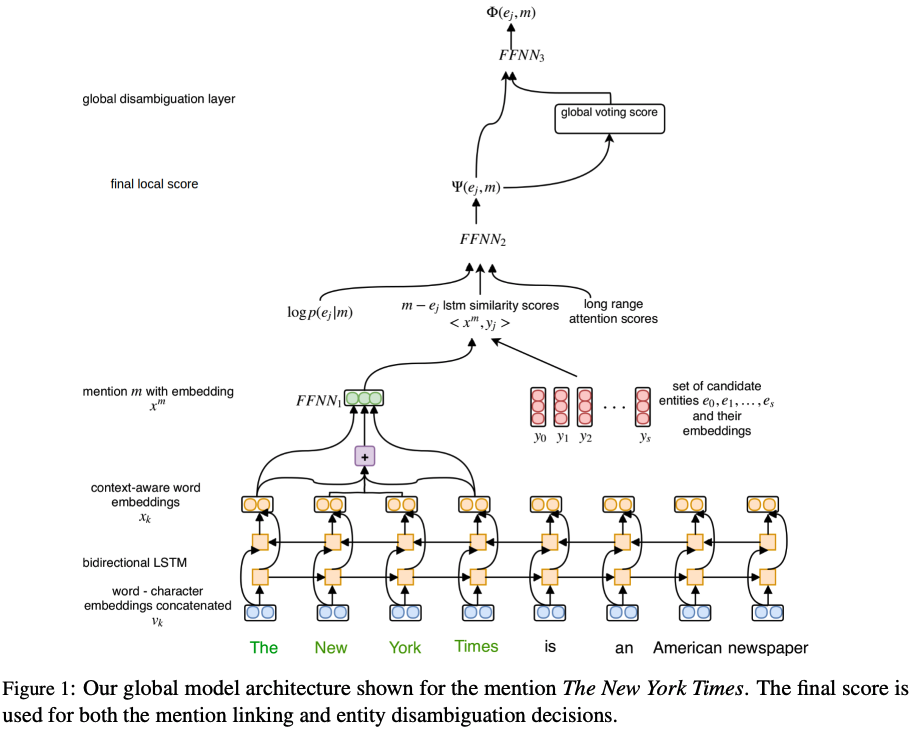 Φ(e_j, m)
FFNN_3
global disambiguation layer
global voting score
final local score
Ψ(e_j, m)
FFNN_2
log p(e_j|m)
m − e_j lstm similarity scores
< x^m, y_j >
long range
attention scores
mention m with embedding
x^m
FFNN_1
y_0 y_1 y_2 . . . y_s
set of candidate
entities e_0, e_1, …, e_s
and their
embeddings
+
context-aware word
embeddings
x_k
bidirectional LSTM
word - character
embeddings concatenated
v_k
The New York Times is an American newspaper
Figure 1: Our global model architecture shown for the mention The New York Times. The final score is
used for both the mention linking and entity disambiguation decisions.